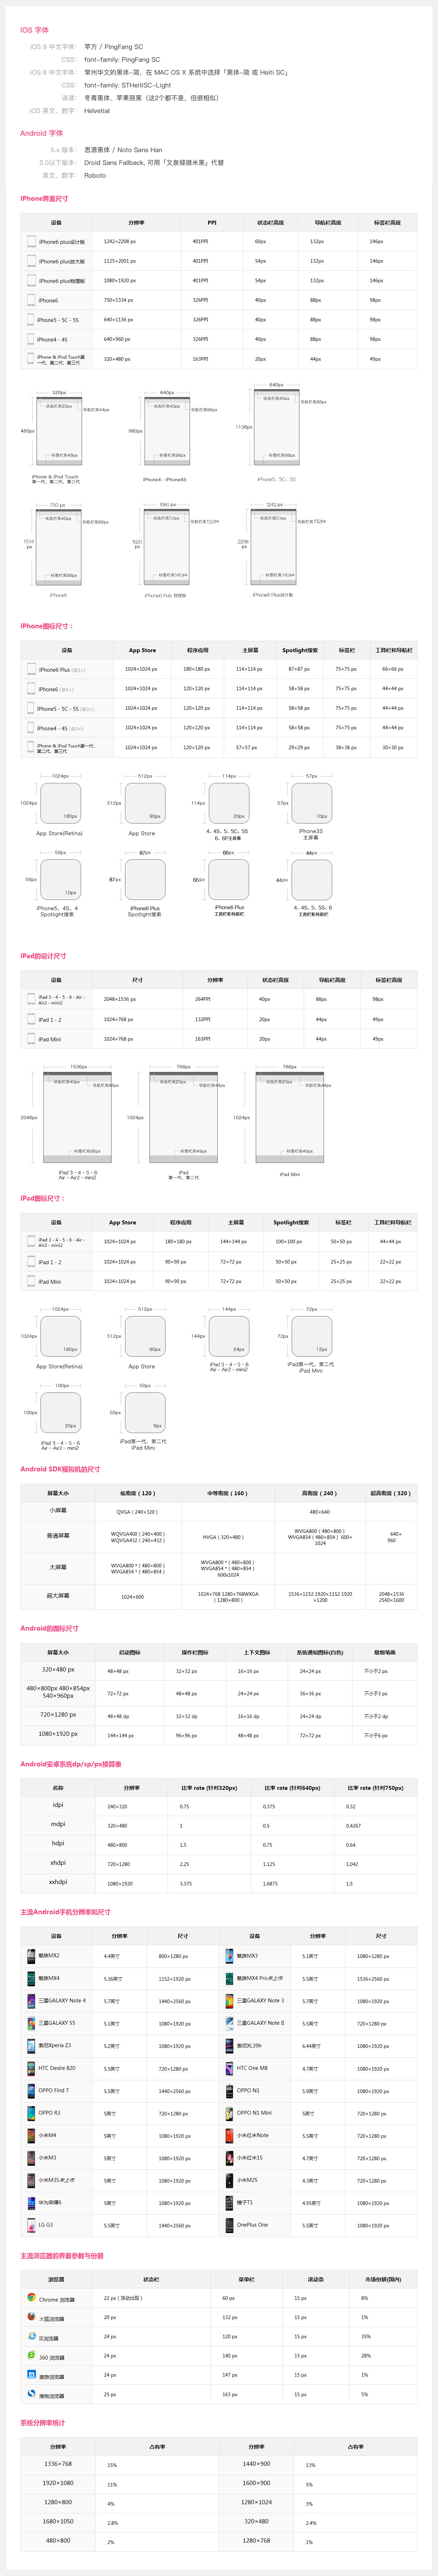 iOS 字体
iOS 9 中文字体: 苹方 / PingFang SC
CSS: font-family: PingFang SC
iOS 8 中文字体: 常州华文的黑体-简，在 MAC OS X 系统中选择「黑体-简 或 Heiti SC」
CSS: font-family: STHeitiSC-Light
误读: 冬青黑体、苹果丽黑（这2个都不是，但很相似）
iOS 英文、数字: Helvetial
Android 字体
5.x 版本: 思源黑体 / Noto Sans Han
5.0以下版本: Droid Sans Fallback, 可用「文泉驿微米黑」代替
英文、数字: Roboto
iPhone界面尺寸
设备 分辨率 PPI 状态栏高度 导航栏高度 标签栏高度
iPhone6 plus设计版 1242×2208 px 401PPI 60px 132px 146px
iPhone6 plus放大版 1125×2001 px 401PPI 54px 132px 146px
iPhone6 plus物理版 1080×1920 px 401PPI 54px 132px 146px
iPhone6 750×1334 px 326PPI 40px 88px 98px
iPhone5 - 5C - 5S 640×1136 px 326PPI 40px 88px 98px
iPhone4 - 4S 640×960 px 326PPI 40px 88px 98px
iPhone & iPod Touch第一代、第二代、第三代 320×480 px 163PPI 20px 44px 49px
320px 640px 640px
状态栏高20px 导航栏高44px 状态栏高40px 导航栏高88px 状态栏高40px 导航栏高88px
480px 960px 1136px
标签栏高49px 标签栏高98px 标签栏高98px
iPhone & iPod Touch
第一代、第二代、第三代
iPhone4 - iPhone4S
iPhone5、5C、5S
750 px 1080 px 1242 px
状态栏高40px 导航栏高88px 状态栏高54px 导航栏高132px 状态栏高60px 导航栏高132px
1334 px 1920 px 2208 px
标签栏高98px 标签栏高146px 标签栏高146px
iPhone6 iPhone6 Puls 物理版 iPhone6 Plus设计版
iPhone图标尺寸：
设备 App Store 程序应用 主屏幕 Spotlight搜索 标签栏 工具栏和导航栏
iPhone6 Plus (@3×) 1024×1024 px 180×180 px 114×114 px 87×87 px 75×75 px 66×66 px
iPhone6 (@2×) 1024×1024 px 120×120 px 114×114 px 58×58 px 75×75 px 44×44 px
iPhone5 - 5C - 5S (@2×) 1024×1024 px 120×120 px 114×114 px 58×58 px 75×75 px 44×44 px
iPhone4 - 4S (@2×) 1024×1024 px 120×120 px 114×114 px 58×58 px 75×75 px 44×44 px
iPhone & iPod Touch第一代、第二代、第三代 1024×1024 px 120×120 px 57×57 px 29×29 px 38×38 px 30×30 px
1024px 512px 114px 57px
1024px 512px 114px 57px
180px 90px 20px 10px
App Store(Retina) App Store 4、4S、5、5C、5S 6、6P主屏幕 iPhone3S 主屏幕
58px 87px 66px 44px
58px 87px 66px 44px
10px
iPhone5、4S、4 Spotlight搜索
iPhone6 Plus Spotlight搜索
iPhone6 Plus 工具栏和导航栏
4、4S、5、5S、6 工具栏和导航栏
iPad的设计尺寸
设备 尺寸 分辨率 状态栏高度 导航栏高度 标签栏高度
iPad 3 - 4 - 5 - 6 - Air - Air2 - mini2 2048×1536 px 264PPI 40px 88px 98px
iPad 1 - 2 1024×768 px 132PPI 20px 44px 49px
iPad Mini 1024×768 px 163PPI 20px 44px 49px
1536px 768px 768px
状态栏高40px 导航栏高88px 状态栏高20px 导航栏高44px 状态栏高20px 导航栏高44px
2048px 1024px 1024px
标签栏高98px 标签栏高49px 标签栏高49px
iPad 3 - 4 - 5 - 6
Air - Air2 - mini2
iPad
第一代、第二代
iPad Mini
iPad图标尺寸：
设备 App Store 程序应用 主屏幕 Spotlight搜索 标签栏 工具栏和导航栏
iPad 3 - 4 - 5 - 6 - Air - Air2 - mini2 1024×1024 px 180×180 px 144×144 px 100×100 px 50×50 px 44×44 px
iPad 1 - 2 1024×1024 px 90×90 px 72×72 px 50×50 px 25×25 px 22×22 px
iPad Mini 1024×1024 px 90×90 px 72×72 px 50×50 px 25×25 px 22×22 px
1024px 512px 144px 72px
1024px 512px 144px 72px
180px 90px 24px 12px
App Store(Retina) App Store
iPad 3 - 4 - 5 - 6 Air - Air2 - mini2
iPad第一代、第二代 iPad Mini
100px 50px
100px 50px
20px 9px
iPad 3 - 4 - 5 - 6 Air - Air2 - mini2
iPad第一代、第二代 iPad Mini
Android SDK模拟机的尺寸
屏幕大小 低密度（120） 中等密度（160） 高密度（240） 超高密度（320）
小屏幕 QVGA（240×320） 480×640
普通屏幕 WQVGA400（240×400） WQVGA432（240×432） HVGA（320×480） WVGA800（480×800） WVGA854（480×854） 600×1024 640×960
大屏幕 WVGA800 *（480×800） WVGA854 *（480×854） WVGA800 *（480×800） WVGA854 *（480×854） 600x1024
超大屏幕 1024×600 1024×768 1280×768WXGA（1280×800） 1536×1152 1920×1152 1920×1200 2048×1536 2560×1600
Android的图标尺寸
屏幕大小 启动图标 操作栏图标 上下文图标 系统通知图标(白色) 最细笔画
320×480 px 48×48 px 32×32 px 16×16 px 24×24 px 不小于2 px
480×800px 480×854px 540×960px 72×72 px 48×48 px 24×24 px 36×36 px 不小于3 px
720×1280 px 48×48 dp 32×32 dp 16×16 dp 24×24 dp 不小于2 dp
1080×1920 px 144×144 px 96×96 px 48×48 px 72×72 px 不小于6 px
Android安卓系统dp/sp/px换算表
名称 分辨率 比率 rate (针对320px) 比率 rate (针对640px) 比率 rate (针对750px)
idpi 240×320 0.75 0.375 0.32
mdpi 320×480 1 0.5 0.4267
hdpi 480×800 1.5 0.75 0.64
xhdpi 720×1280 2.25 1.125 1.042
xxhdpi 1080×1920 3.375 1.6875 1.5
主流Android手机分辨率和尺寸
设备 分辨率 尺寸 设备 分辨率 尺寸
魅族MX2 4.4英寸 800×1280 px 魅族MX3 5.1英寸 1080×1280 px
魅族MX4 5.36英寸 1152×1920 px 魅族MX4 Pro未上市 5.5英寸 1536×2560 px
三星GALAXY Note 4 5.7英寸 1440×2560 px 三星GALAXY Note 3 5.7英寸 1080×1920 px
三星GALAXY S5 5.1英寸 1080×1920 px 三星GALAXY Note II 5.5英寸 720×1280 px
索尼Xperia Z3 5.2英寸 1080×1920 px 索尼XL39h 6.44英寸 1080×1920 px
HTC Desire 820 5.5英寸 720×1280 px HTC One M8 4.7英寸 1080×1920 px
OPPO Find 7 5.5英寸 1440×2560 px OPPO N1 5.9英寸 1080×1920 px
OPPO R3 5英寸 720×1280 px OPPO N1 Mini 5英寸 720×1280 px
小米M4 5英寸 1080×1920 px 小米红米Note 5.5英寸 720×1280 px
小米M3 5英寸 1080×1920 px 小米红米1S 4.7英寸 720×1280 px
小米M3S未上市 5英寸 1080×1920 px 小米M2S 4.3英寸 720×1280 px
华为荣耀6 5英寸 1080×1920 px 锤子T1 4.95英寸 1080×1920 px
LG G3 5.5英寸 1440×2560 px OnePlus One 5.5英寸 1080×1920 px
主流浏览器的界面参数与份额
浏览器 状态栏 菜单栏 滚动条 市场份额(国内)
Chrome 浏览器 22 px（浮动出现） 60 px 15 px 8%
火狐浏览器 20 px 132 px 15 px 1%
IE浏览器 24 px 120 px 15 px 35%
360 浏览器 24 px 140 px 15 px 28%
遨游浏览器 24 px 147 px 15 px 1%
搜狗浏览器 25 px 163 px 15 px 5%
系统分辨率统计
分辨率 占有率 分辨率 占有率
1336×768 15% 1440×900 13%
1920×1080 11% 1600×900 5%
1280×800 4% 1280×1024 3%
1680×1050 2.8% 320×480 2.4%
480×800 2% 1280×768 1%